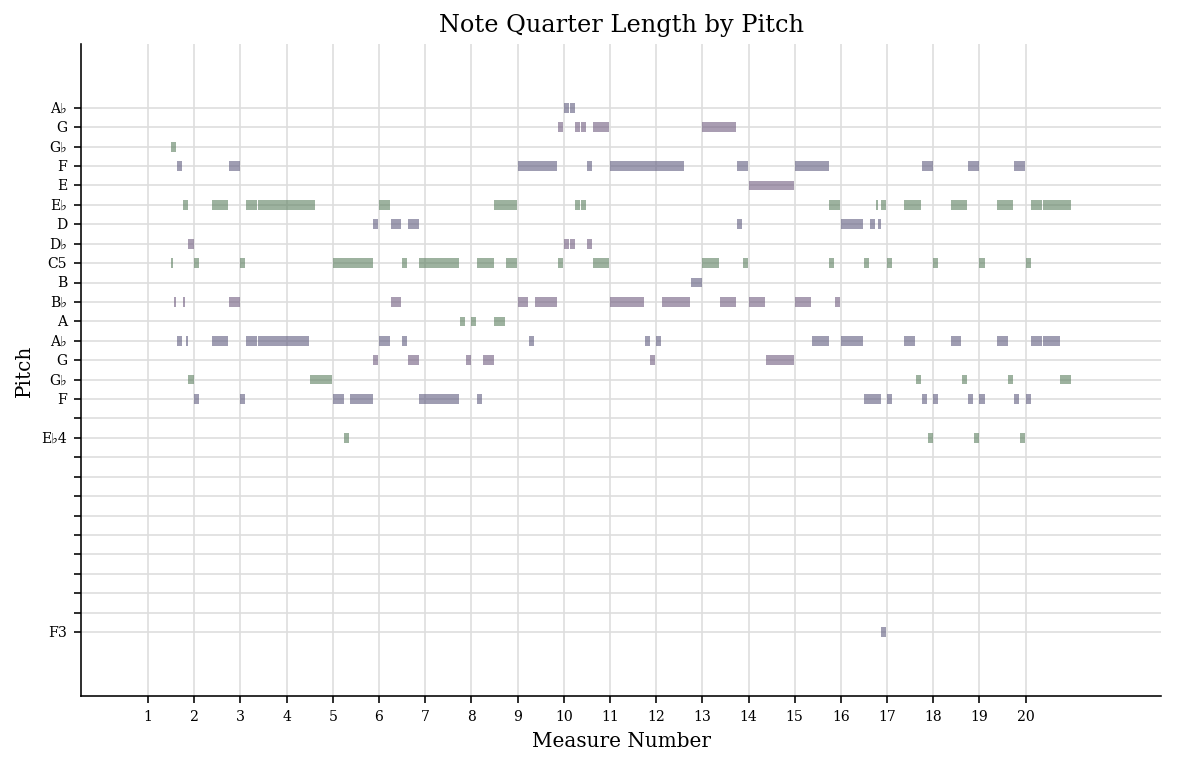 Note Quarter Length by Pitch
A♭
G
G♭
F
E
E♭
D
D♭
C5
B
B♭
A
A♭
G
G♭
F
E♭4
F3
Pitch
1 2 3 4 5 6 7 8 9 10 11 12 13 14 15 16 17 18 19 20
Measure Number